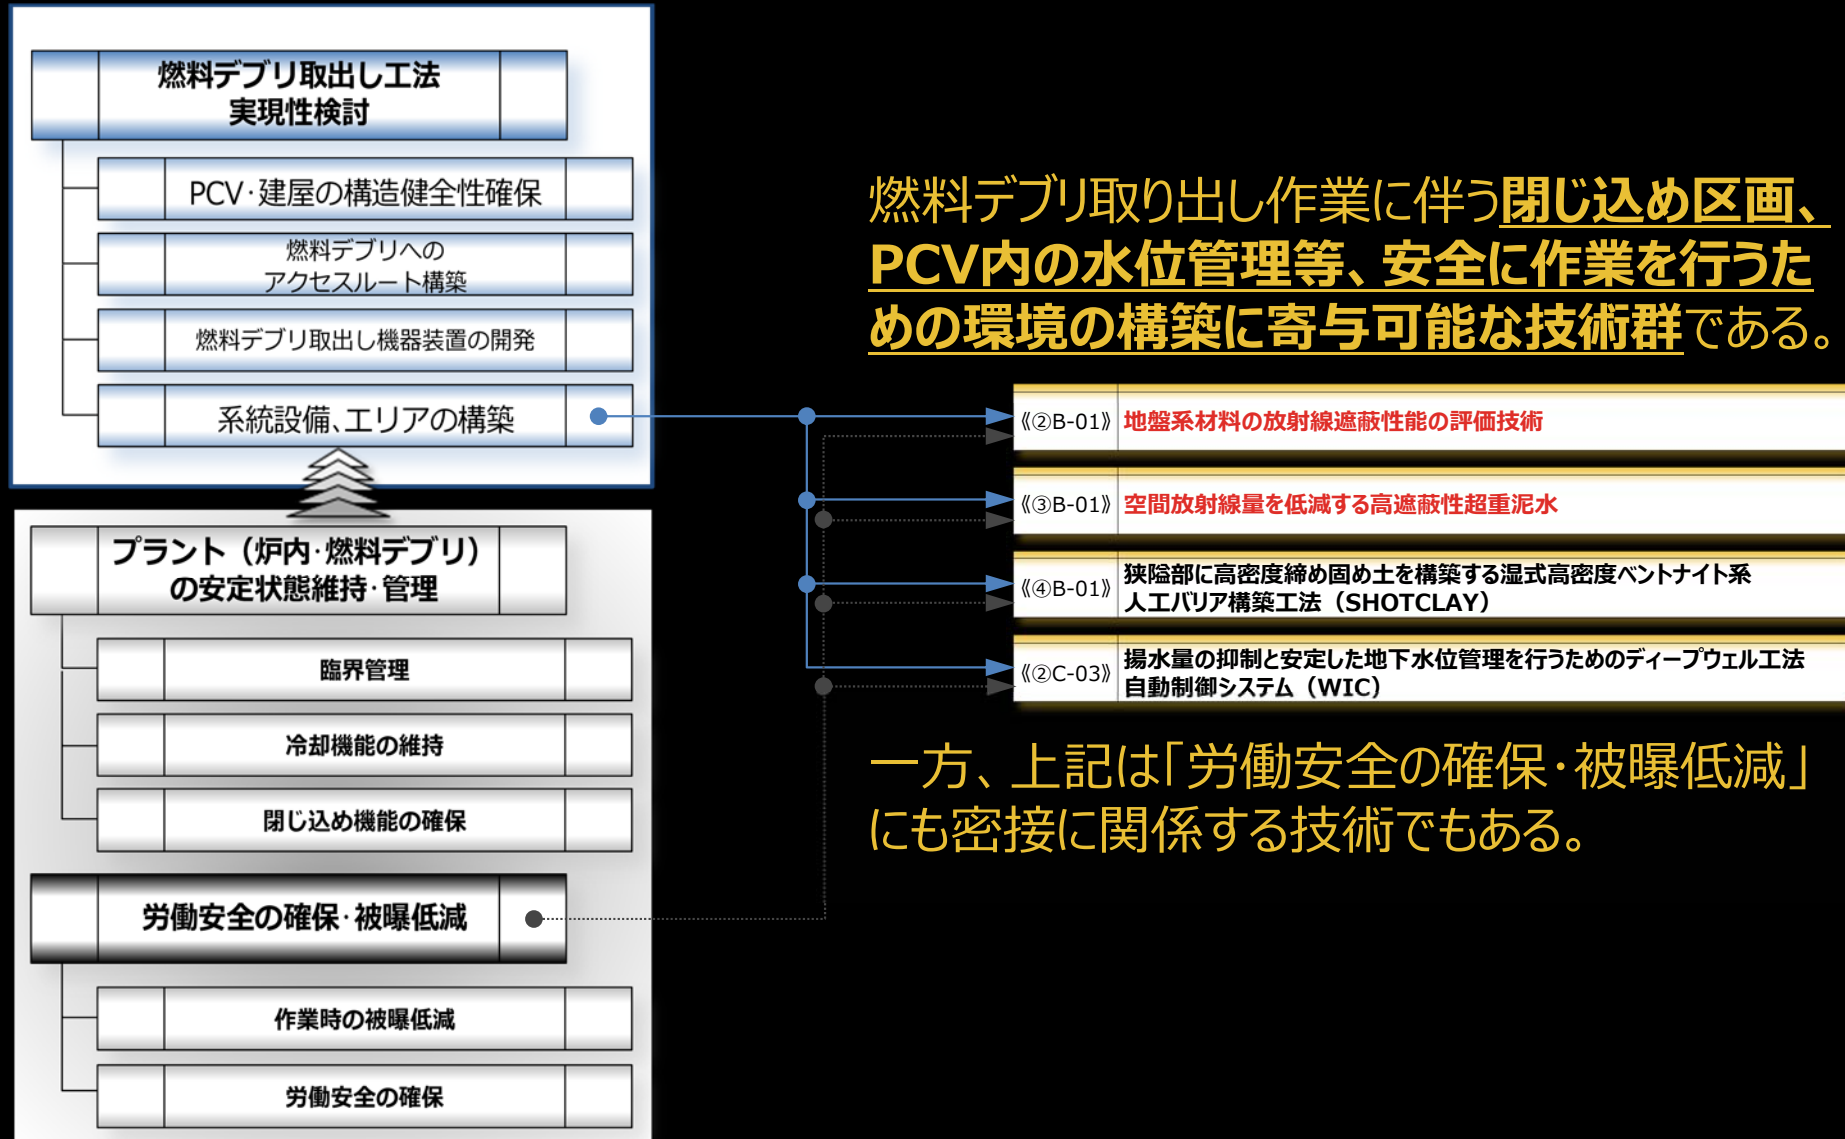 燃料デブリ取出し工法
実現性検討
PCV・建屋の構造健全性確保
燃料デブリへの
アクセスルート構築
燃料デブリ取出し機器装置の開発
系統設備、エリアの構築
プラント（炉内・燃料デブリ）
の安定状態維持・管理
臨界管理
冷却機能の維持
閉じ込め機能の確保
労働安全の確保・被曝低減
作業時の被曝低減
労働安全の確保
燃料デブリ取り出し作業に伴う閉じ込め区画、
PCV内の水位管理等、安全に作業を行うた
めの環境の構築に寄与可能な技術群である。
《②B-01》 地盤系材料の放射線遮蔽性能の評価技術
《③B-01》 空間放射線量を低減する高遮蔽性超重泥水
《④B-01》 狭隘部に高密度締め固め土を構築する湿式高密度ベントナイト系
人工バリア構築工法（SHOTCLAY）
《②C-03》 揚水量の抑制と安定した地下水位管理を行うためのディープウェル工法
自動制御システム（WIC）
一方、上記は「労働安全の確保・被曝低減」
にも密接に関係する技術でもある。